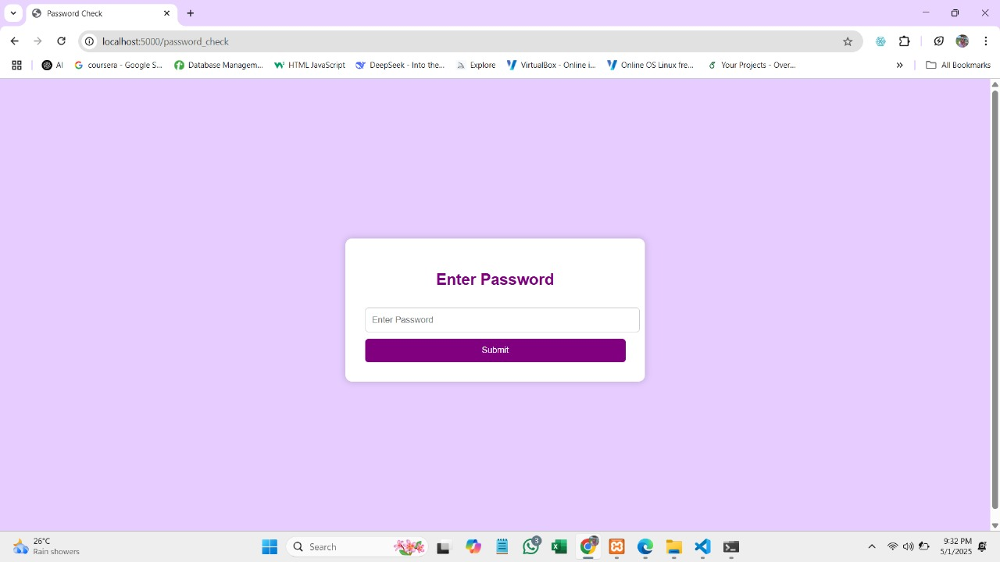 Password Check
localhost:5000/password_check
AI
coursera - Google S...
Database Managem...
HTML JavaScript
DeepSeek - Into the...
Explore
VirtualBox - Online i...
Online OS Linux fre...
Your Projects - Over...
All Bookmarks
Enter Password
Enter Password
Submit
26°C
Rain showers
Search
3
9:32 PM
5/1/2025